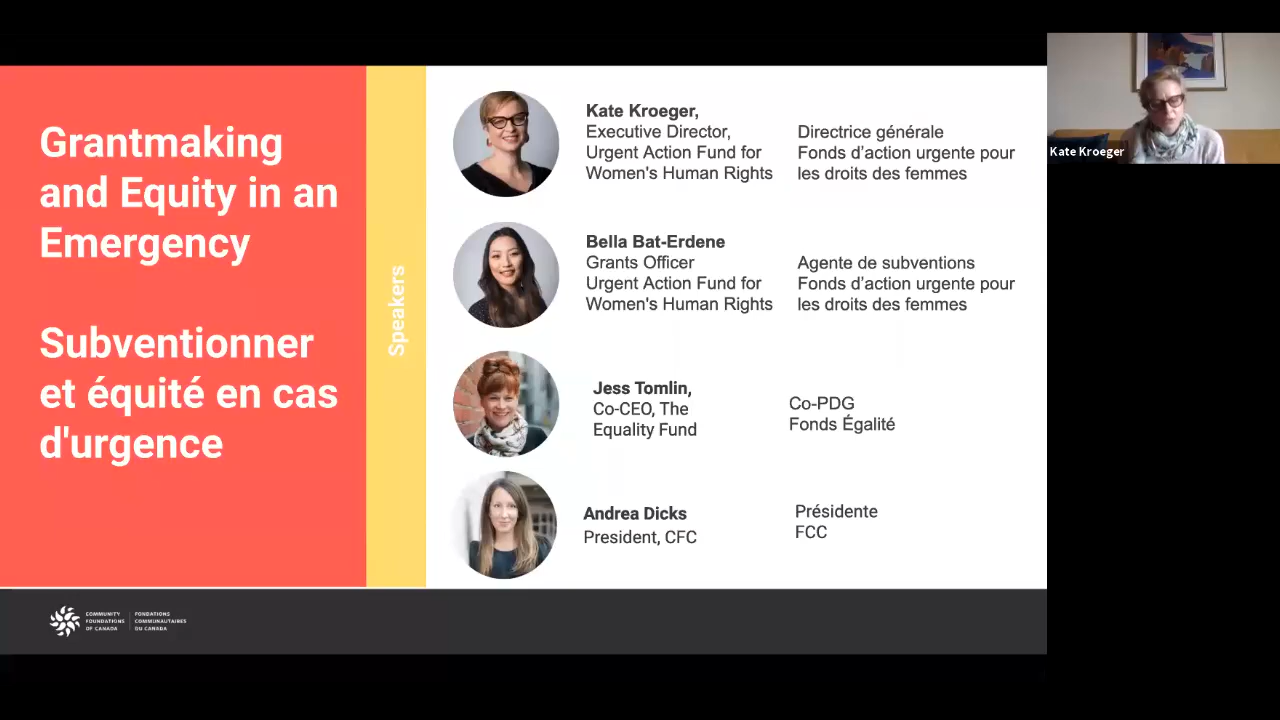 Grantmaking
and Equity in an
Emergency
Subventionner
et équité en cas
d'urgence
Speakers
Kate Kroeger,
Executive Director,
Urgent Action Fund for
Women's Human Rights
Directrice générale
Fonds d'action urgente pour
les droits des femmes
Bella Bat-Erdene
Grants Officer
Urgent Action Fund for
Women's Human Rights
Agente de subventions
Fonds d'action urgente pour
les droits des femmes
Jess Tomlin,
Co-CEO, The
Equality Fund
Co-PDG
Fonds Égalité
Andrea Dicks
President, CFC
Présidente
FCC
COMMUNITY
FOUNDATIONS
OF CANADA
FONDATIONS
COMMUNAUTAIRES
DU CANADA
Kate Kroeger